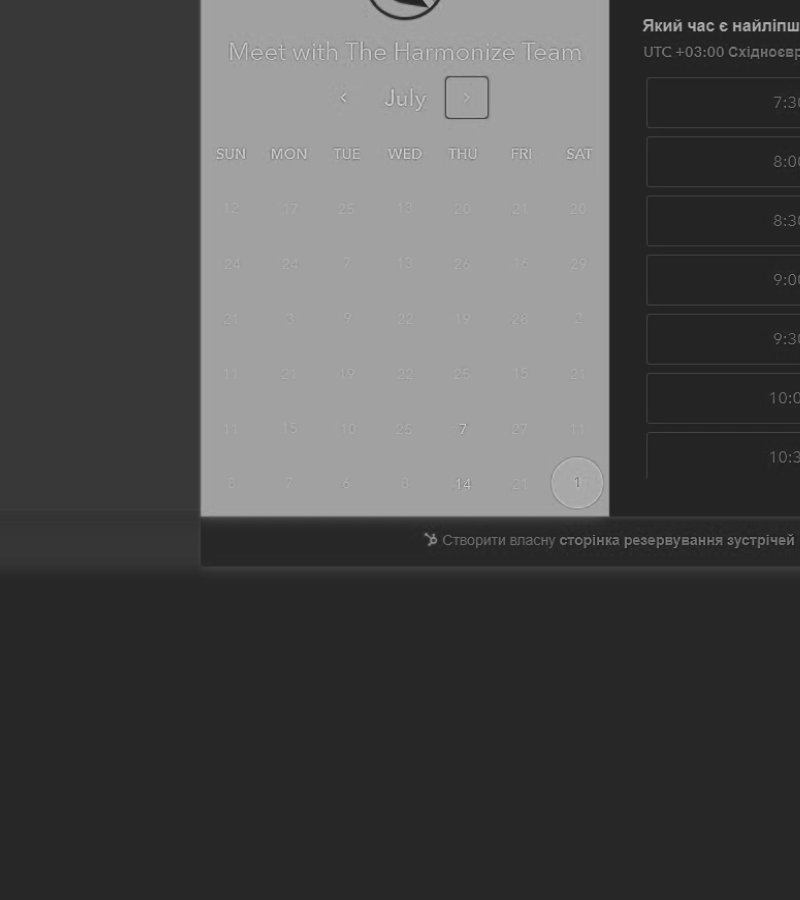 Meet with The Harmonize Team
July
SUN MON TUE WED THU FRI SAT
12 17 25 13 20 21 20
24 24 7 13 26 16 29
21 3 9 22 19 26 2
11 21 19 22 25 15 21
11 15 10 25 7 27 11
8 7 6 8 14 21 1
Який час є найліпш
UTC +03:00 Східноєвр
7:30
8:00
8:30
9:00
9:30
10:0
10:3
Створити власну сторінка резервування зустрічей